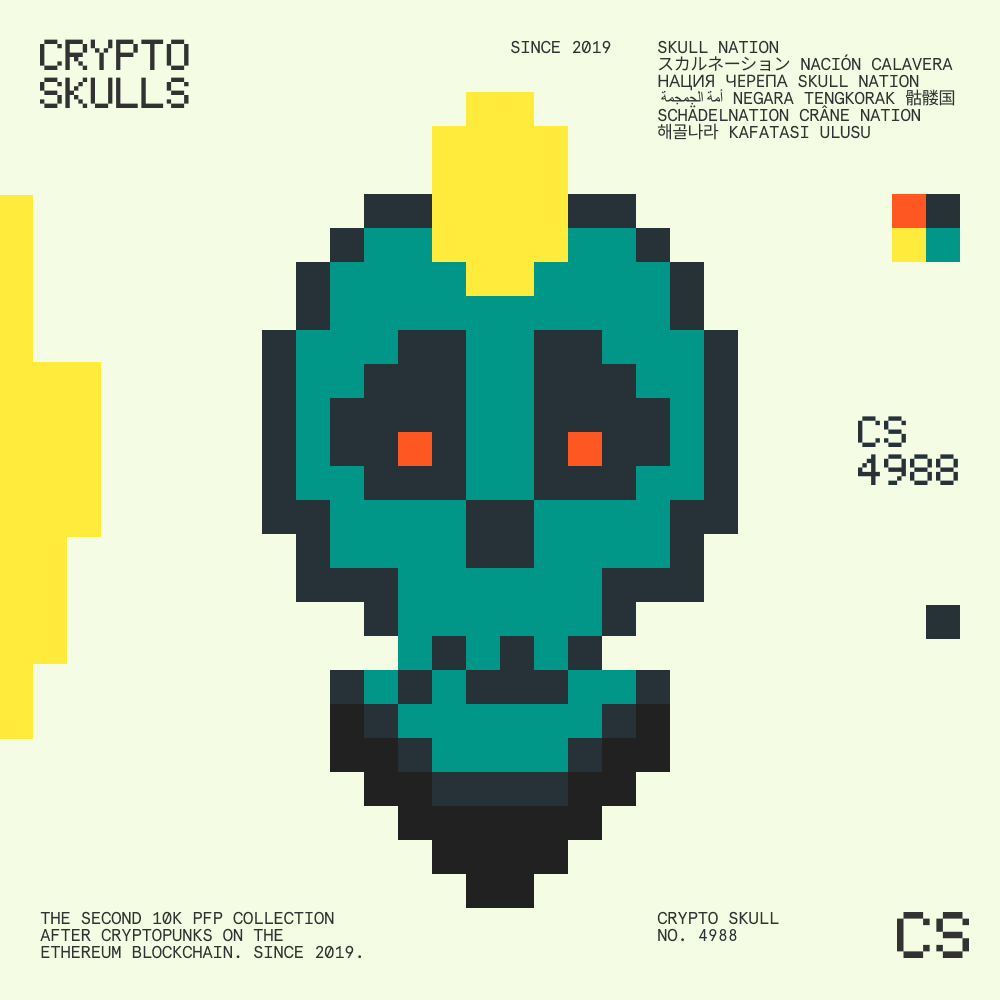 CRYPTO
SKULLS
SINCE 2019
SKULL NATION
スカルネーション NACIÓN CALAVERA
НАЦИЯ ЧЕРЕПА SKULL NATION
أمة الجمجمة NEGARA TENGKORAK 骷髅国
SCHÄDELNATION CRÂNE NATION
해골나라 KAFATASI ULUSU
CS
4988
THE SECOND 10K PFP COLLECTION
AFTER CRYPTOPUNKS ON THE
ETHEREUM BLOCKCHAIN. SINCE 2019.
CRYPTO SKULL
NO. 4988
CS